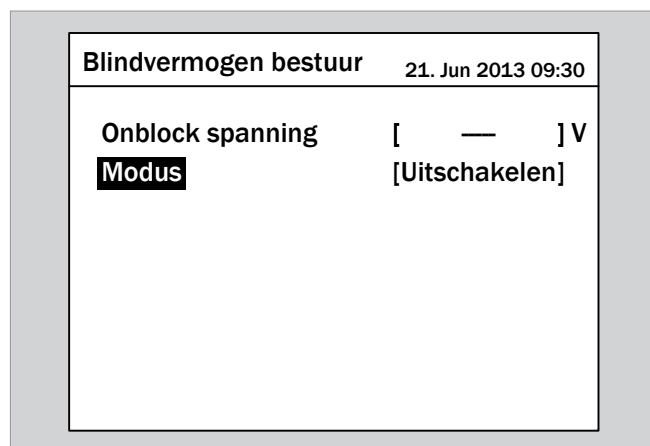 Blindvermogen bestuur 21. Jun 2013 09:30
Onblock spanning [ — ] V
Modus [Uitschakelen]